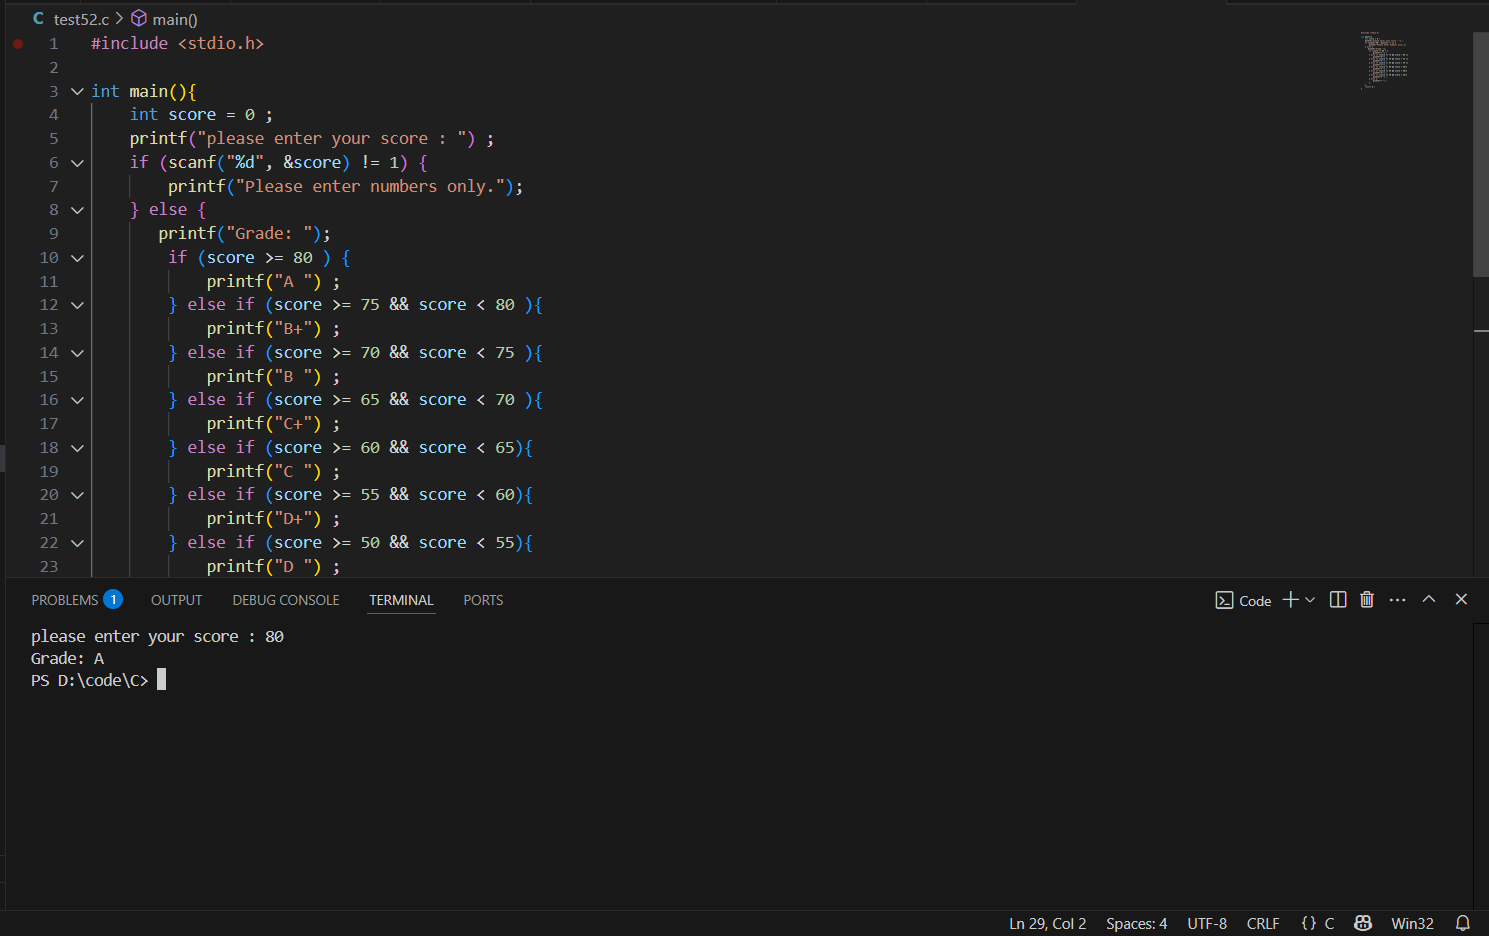 C test52.c > main()
1 #include <stdio.h>
2
3 int main(){
4 int score = 0 ;
5 printf("please enter your score : ") ;
6 if (scanf("%d", &score) != 1) {
7 printf("Please enter numbers only.");
8 } else {
9 printf("Grade: ");
10 if (score >= 80 ) {
11 printf("A ") ;
12 } else if (score >= 75 && score < 80 ){
13 printf("B+") ;
14 } else if (score >= 70 && score < 75 ){
15 printf("B ") ;
16 } else if (score >= 65 && score < 70 ){
17 printf("C+") ;
18 } else if (score >= 60 && score < 65){
19 printf("C ") ;
20 } else if (score >= 55 && score < 60){
21 printf("D+") ;
22 } else if (score >= 50 && score < 55){
23 printf("D ") ;
PROBLEMS 1 OUTPUT DEBUG CONSOLE TERMINAL PORTS Code
please enter your score : 80
Grade: A
PS D:\code\C>
Ln 29, Col 2 Spaces: 4 UTF-8 CRLF {} C Win32